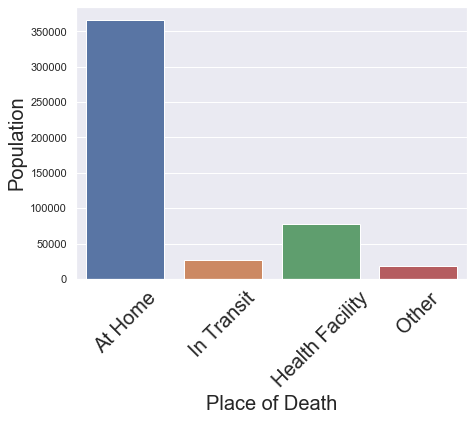 Population
350000
300000
250000
200000
150000
100000
50000
0
At Home
In Transit
Health Facility
Other
Place of Death